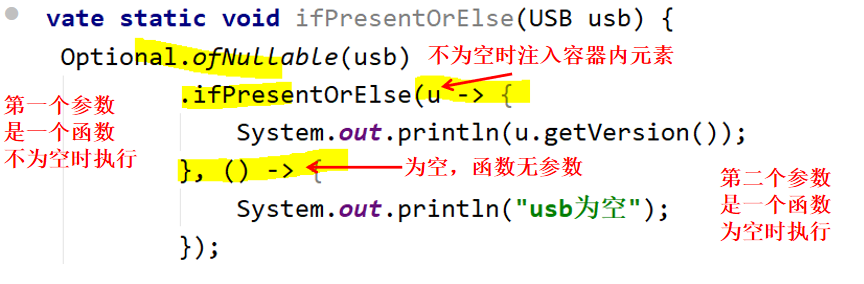 vate static void ifPresentOrElse(USB usb) {
Optional.ofNullable(usb)
不为空时注入容器内元素
.ifPresentOrElse(u -> {
第一个参数
是一个函数
不为空时执行
System.out.println(u.getVersion());
}, () -> {
为空，函数无参数
第二个参数
是一个函数
为空时执行
System.out.println("usb为空");
});